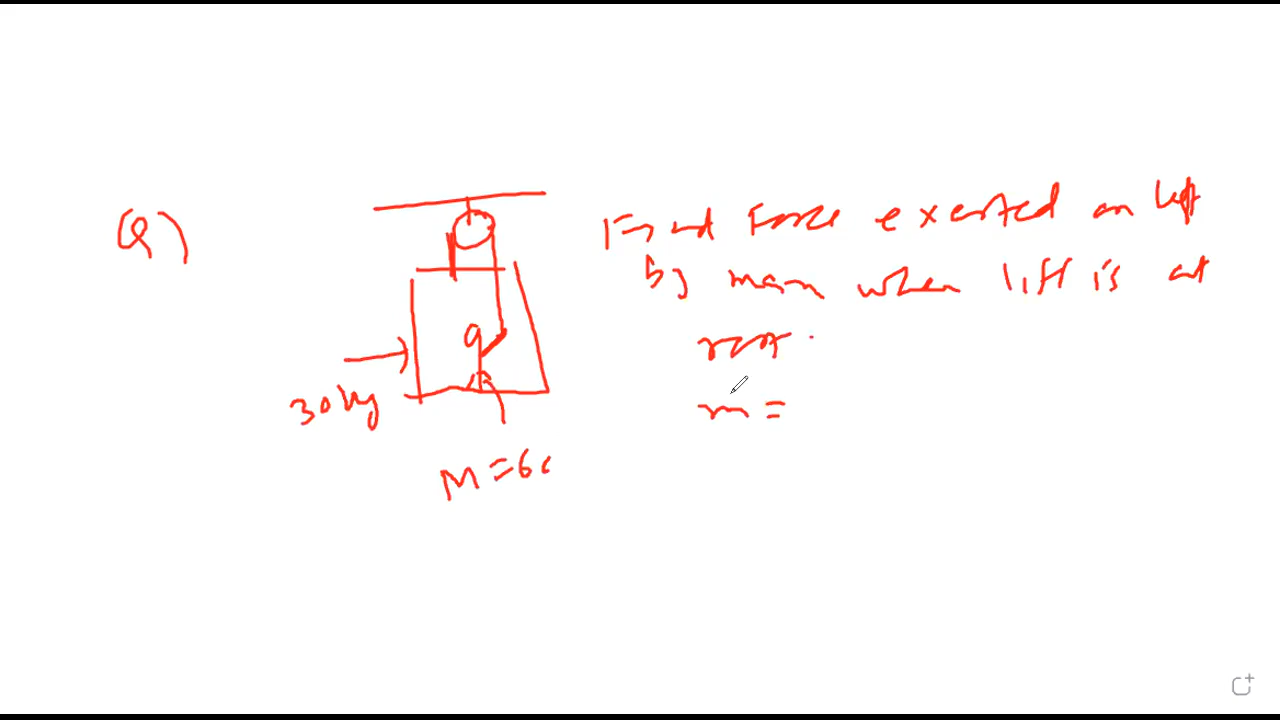 Q) Find Force exerted on lift
by man when lift is at
rest.
m =
30 kg
M = 60